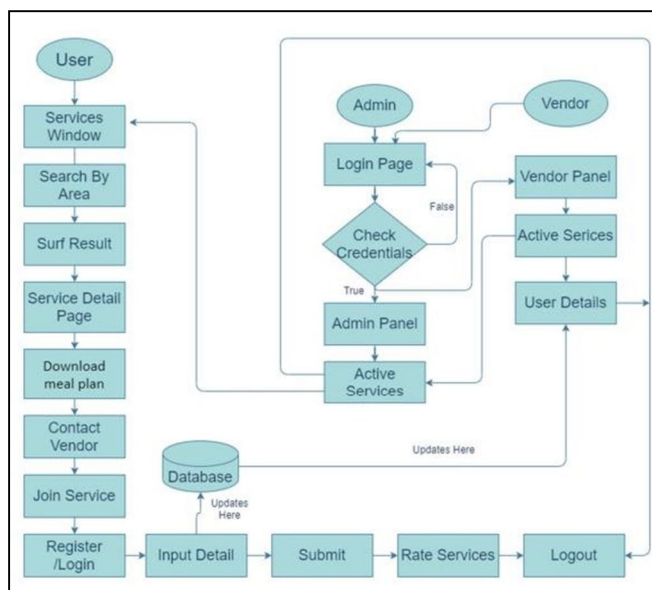 User
Services
Window
Search By
Area
Surf Result
Service Detail
Page
Download
meal plan
Contact
Vendor
Join Service
Register
/Login
Admin
Vendor
Login Page
False
Check
Credentials
True
Admin Panel
Active
Services
Vendor Panel
Active Serices
User Details
Database
Updates
Here
Updates Here
Input Detail
Submit
Rate Services
Logout